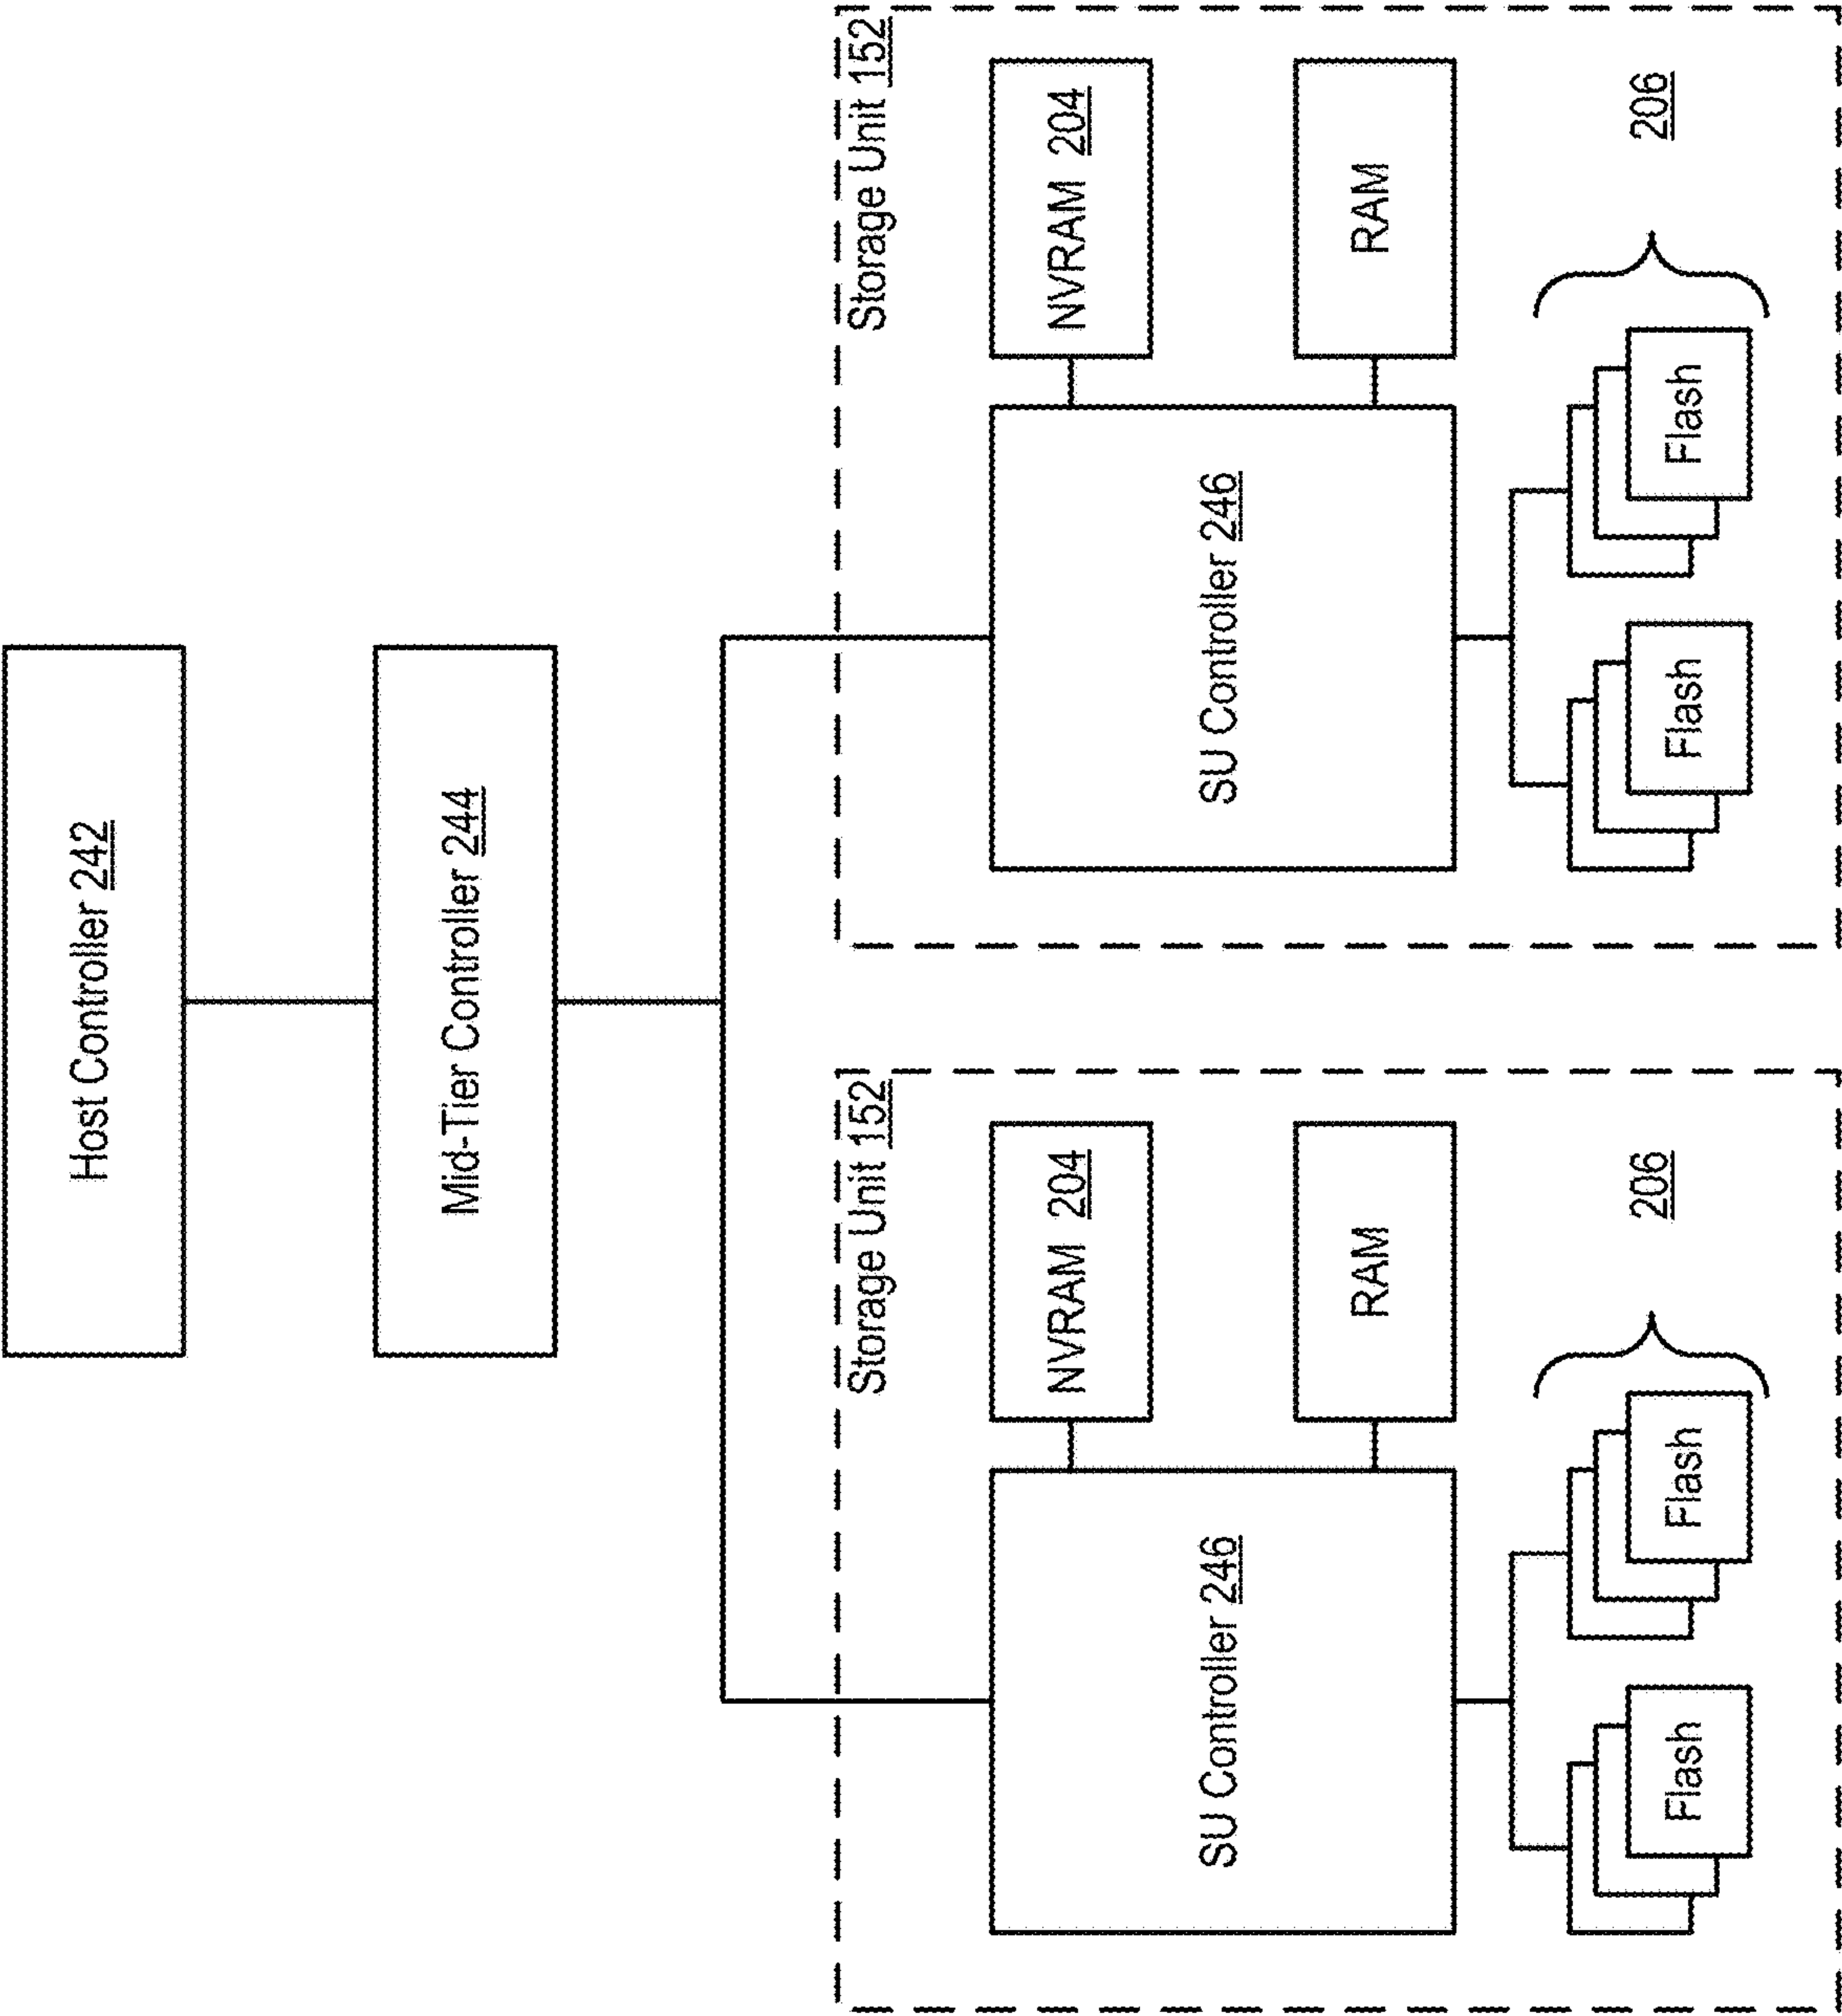 Host Controller 242
Mid-Tier Controller 244
Storage Unit 152
SU Controller 246
NVRAM 204
RAM
Flash
Flash
206
Storage Unit 152
SU Controller 246
NVRAM 204
RAM
Flash
Flash
206